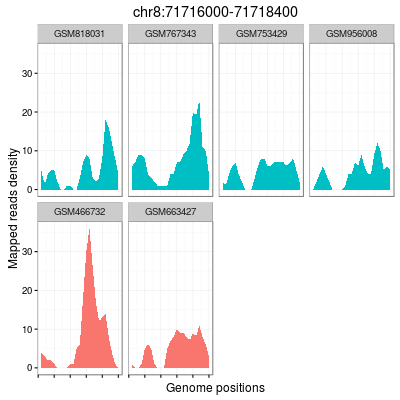 chr8:71716000-71718400
GSM818031 GSM767343 GSM753429 GSM956008
30
20
10
0
GSM466732 GSM663427
30
20
10
0
Mapped reads density
Genome positions